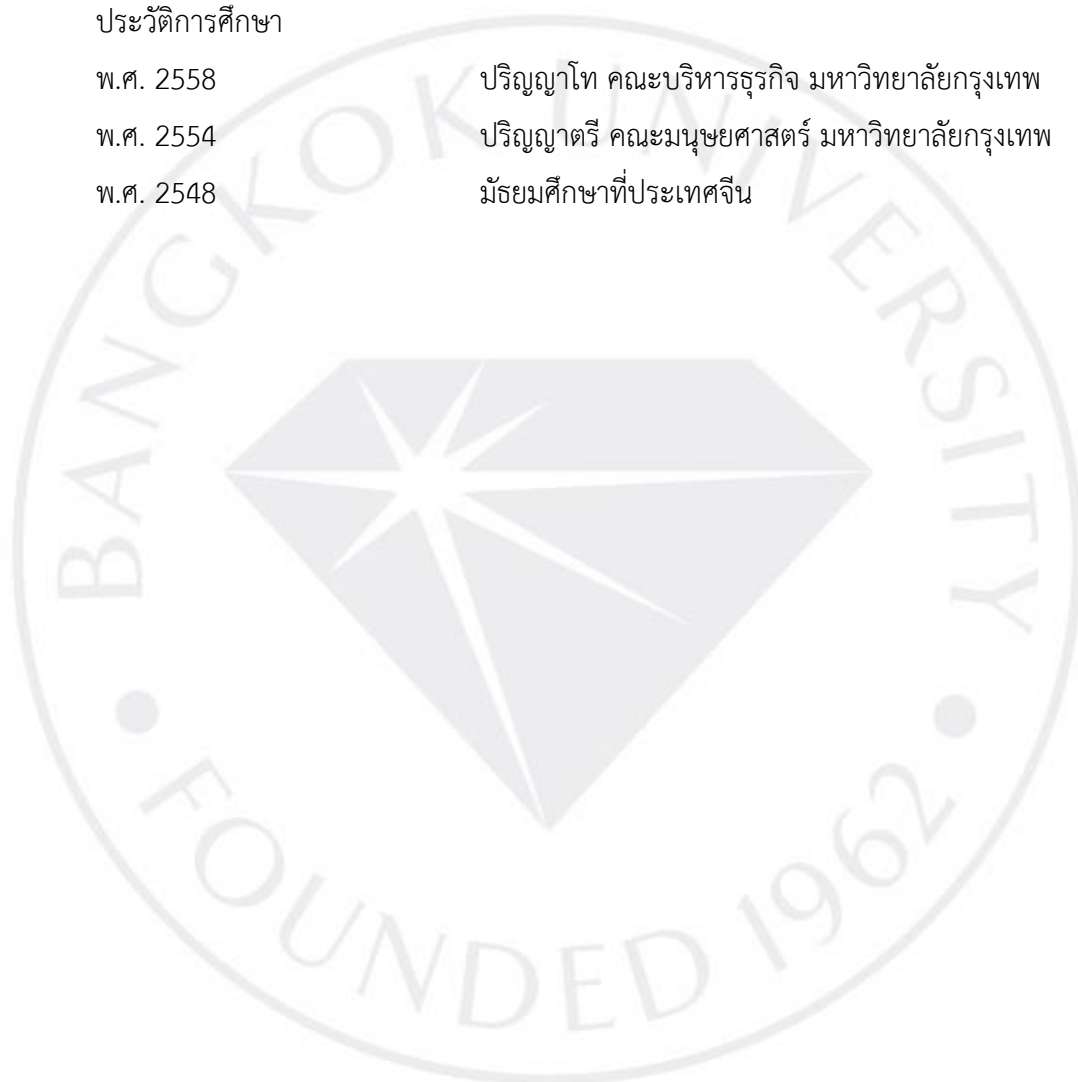 ประวัติการศึกษา
พ.ศ. 2558 ปริญญาโท คณะบริหารธุรกิจ มหาวิทยาลัยกรุงเทพ
พ.ศ. 2554 ปริญญาตรี คณะมนุษยศาสตร์ มหาวิทยาลัยกรุงเทพ
พ.ศ. 2548 มัธยมศึกษาที่ประเทศจีน
BANGKOK UNIVERSITY
FOUNDED 1962